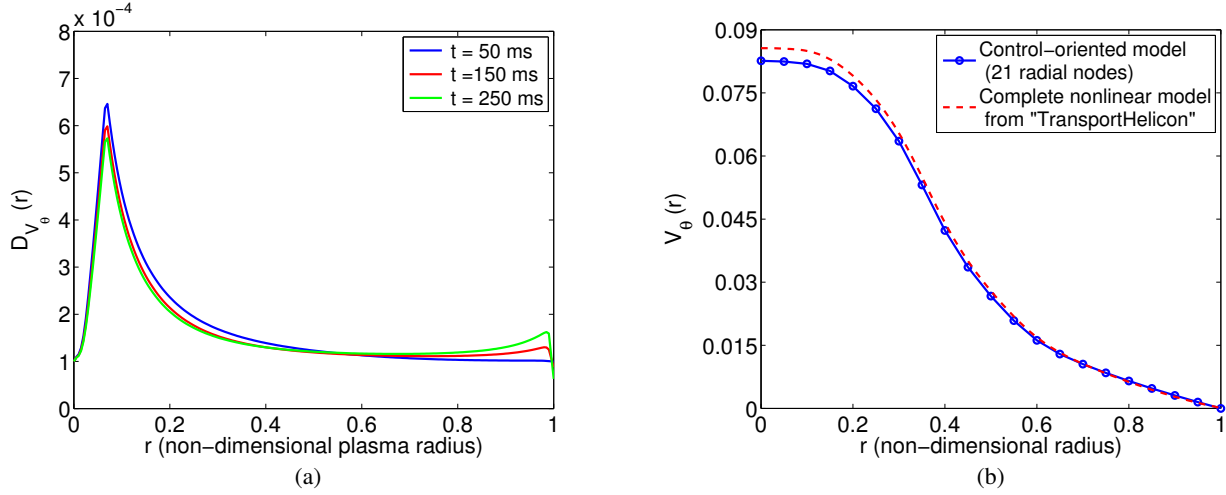 x 10−4
8
7
6
5
4
3
2
1
0
D Vθ (r)
t = 50 ms
t =150 ms
t = 250 ms
0 0.2 0.4 0.6 0.8 1
r (non−dimensional plasma radius)
(a)
0.09
0.075
0.06
0.045
0.03
0.015
0
Vθ (r)
Control−oriented model
(21 radial nodes)
Complete nonlinear model
from "TransportHelicon"
0 0.2 0.4 0.6 0.8 1
r (non−dimensional radius)
(b)